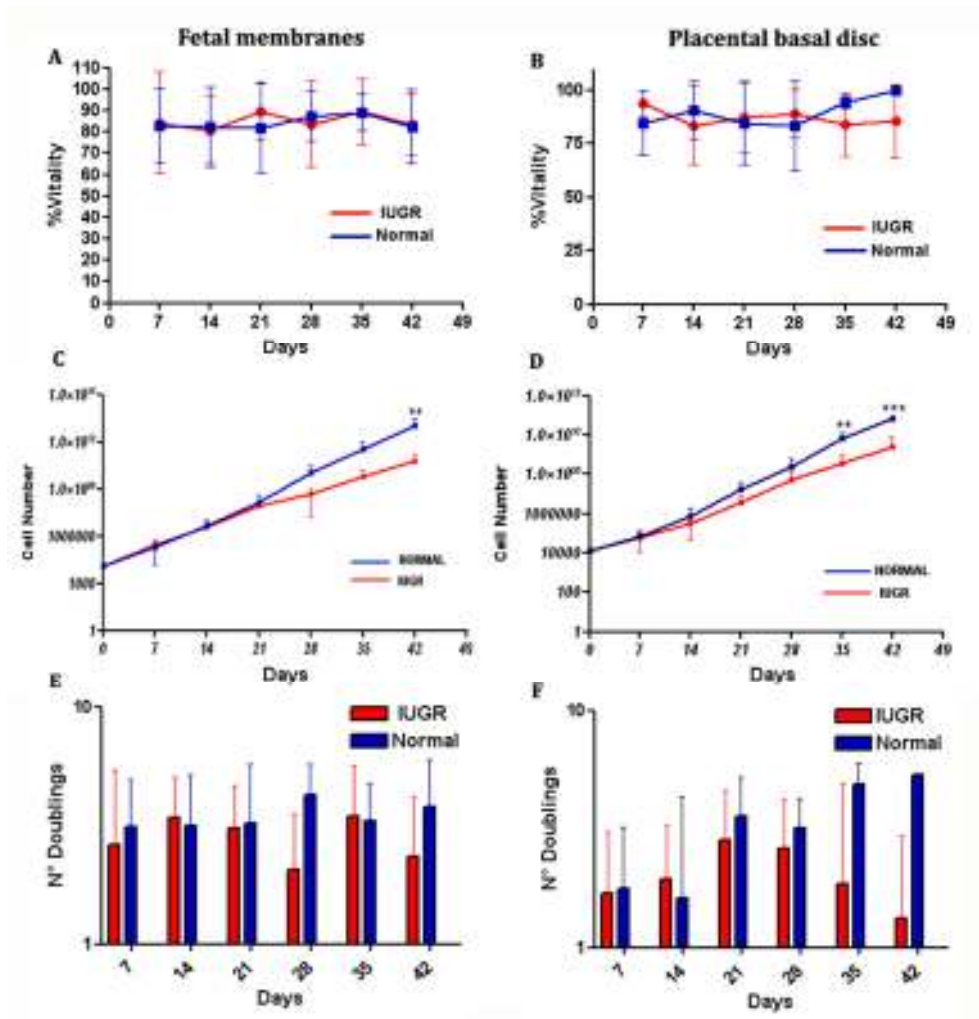 Fetal membranes
Placental basal disc
A
110
100
90
80
70
60
50
40
30
20
10
0
%Vitality
IUGR
Normal
0 7 14 21 28 35 42 49
Days
B
100
75
50
25
0
%Vitality
IUGR
Normal
0 7 14 21 28 35 42 49
Days
C
**
1000000
1000
1
Cell Number
NORMAL
IUGR
0 7 14 21 28 35 42 49
Days
D
**
***
1000000
10000
100
1
Cell Number
NORMAL
IUGR
0 7 14 21 28 35 42 49
Days
E
10
1
N° Doublings
IUGR
Normal
7 14 21 28 35 42
Days
F
10
1
N° Doublings
IUGR
Normal
7 14 21 28 35 42
Days